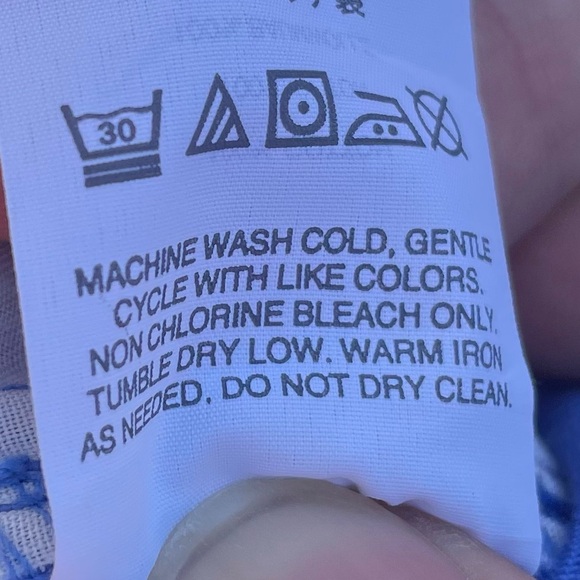 30
MACHINE WASH COLD, GENTLE
CYCLE WITH LIKE COLORS.
NON CHLORINE BLEACH ONLY.
TUMBLE DRY LOW. WARM IRON
AS NEEDED. DO NOT DRY CLEAN.